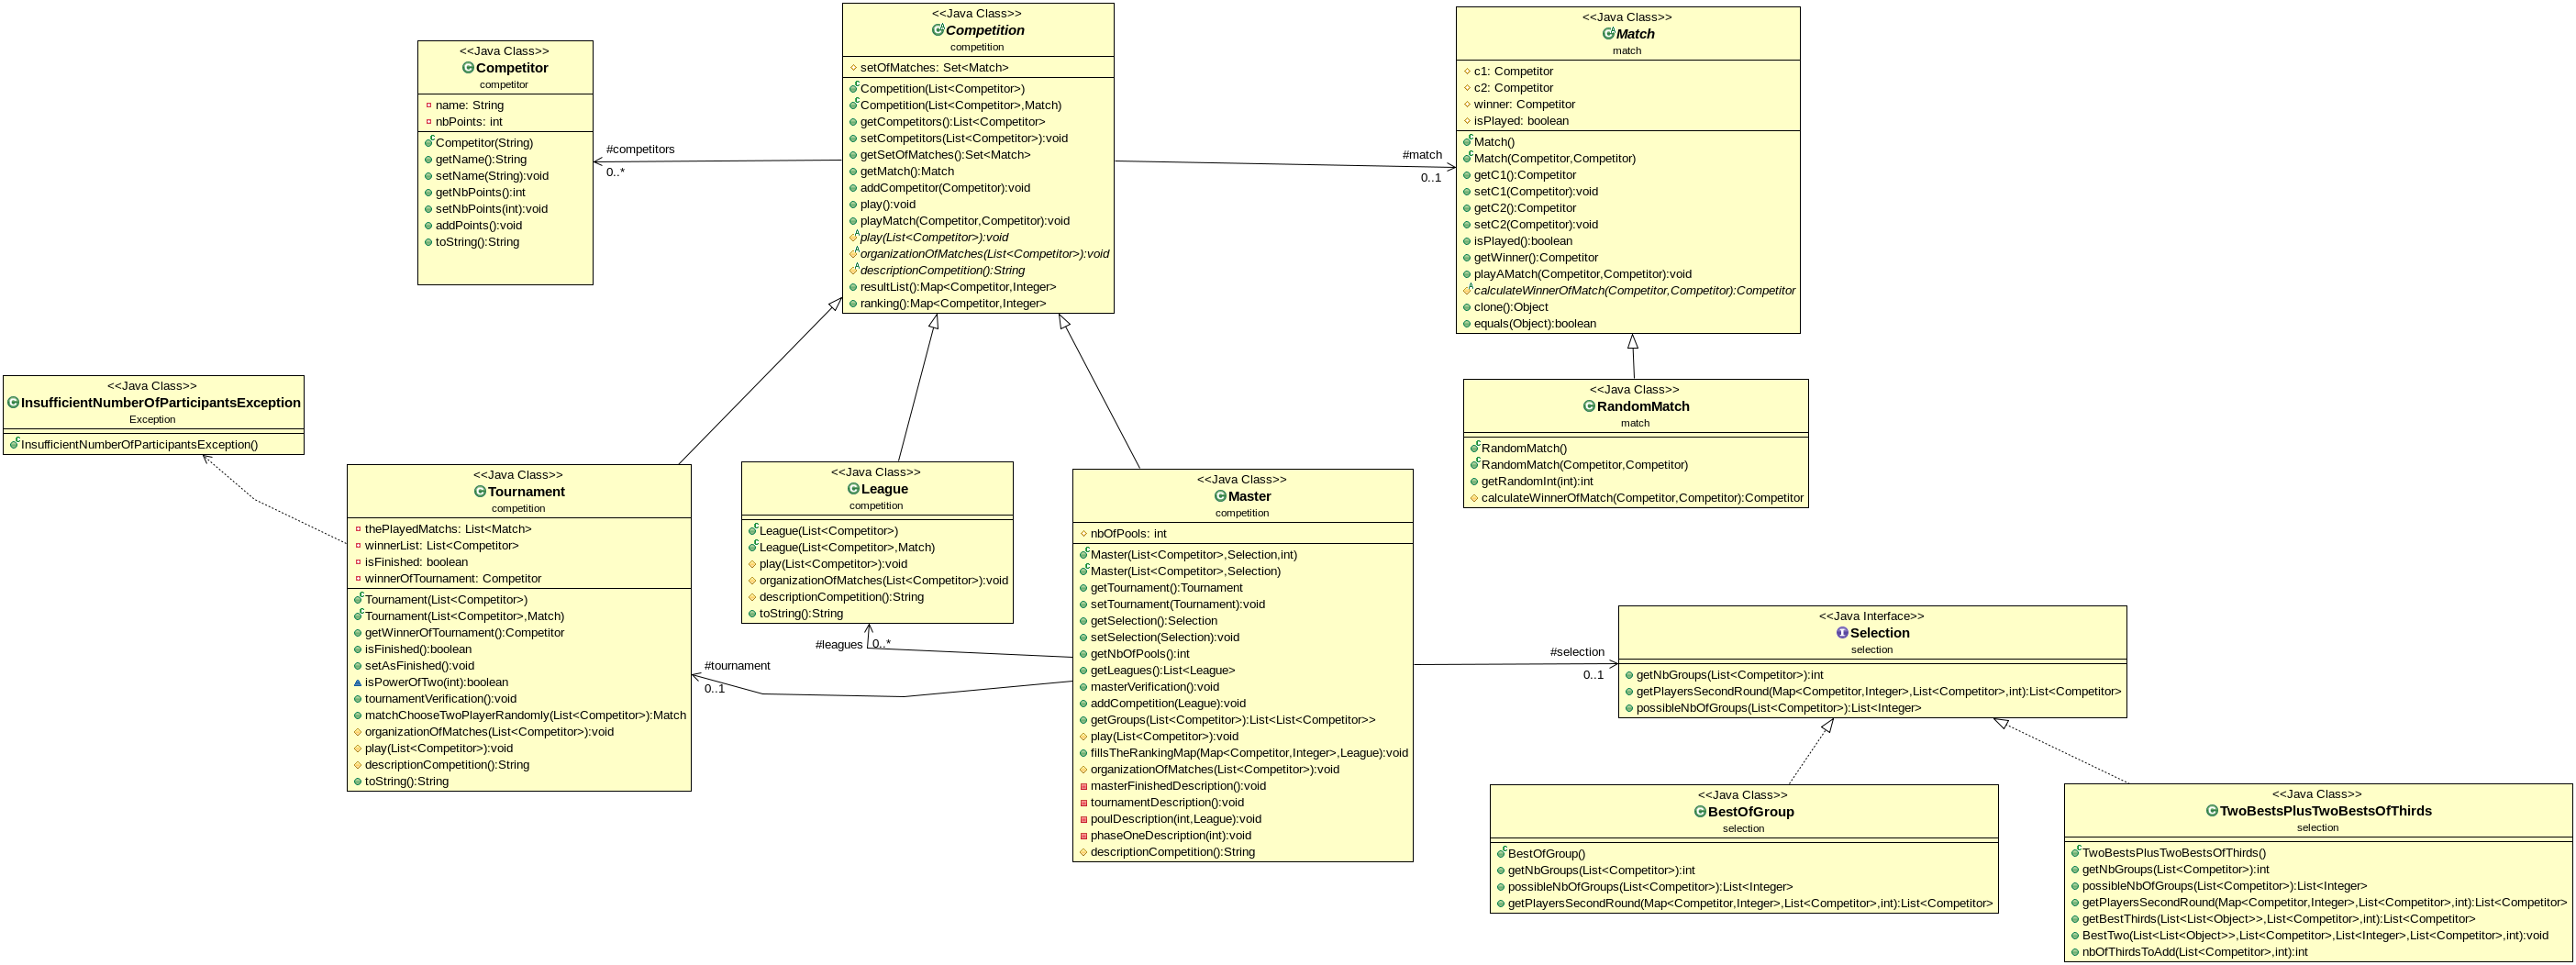 <<Java Class>>
Competitor
competitor
name: String
nbPoints: int
Competitor(String)
getName():String
setName(String):void
getNbPoints():int
setNbPoints(int):void
addPoints():void
toString():String
#competitors
0..*
<<Java Class>>
Competition
competition
setOfMatches: Set<Match>
Competition(List<Competitor>)
Competition(List<Competitor>,Match)
getCompetitors():List<Competitor>
setCompetitors(List<Competitor>):void
getSetOfMatches():Set<Match>
getMatch():Match
addCompetitor(Competitor):void
play():void
playMatch(Competitor,Competitor):void
play(List<Competitor>):void
organizationOfMatches(List<Competitor>):void
descriptionCompetition():String
resultList():Map<Competitor,Integer>
ranking():Map<Competitor,Integer>
#match
0..1
<<Java Class>>
Match
match
c1: Competitor
c2: Competitor
winner: Competitor
isPlayed: boolean
Match()
Match(Competitor,Competitor)
getC1():Competitor
setC1(Competitor):void
getC2():Competitor
setC2(Competitor):void
isPlayed():boolean
getWinner():Competitor
playAMatch(Competitor,Competitor):void
calculateWinnerOfMatch(Competitor,Competitor):Competitor
clone():Object
equals(Object):boolean
<<Java Class>>
InsufficientNumberOfParticipantsException
Exception
InsufficientNumberOfParticipantsException()
<<Java Class>>
Tournament
competition
thePlayedMatchs: List<Match>
winnerList: List<Competitor>
isFinished: boolean
winnerOfTournament: Competitor
Tournament(List<Competitor>)
Tournament(List<Competitor>,Match)
getWinnerOfTournament():Competitor
isFinished():boolean
setAsFinished():void
isPowerOfTwo(int):boolean
tournamentVerification():void
matchChooseTwoPlayerRandomly(List<Competitor>):Match
organizationOfMatches(List<Competitor>):void
play(List<Competitor>):void
descriptionCompetition():String
toString():String
<<Java Class>>
League
competition
League(List<Competitor>)
League(List<Competitor>,Match)
play(List<Competitor>):void
organizationOfMatches(List<Competitor>):void
descriptionCompetition():String
toString():String
#leagues
0..*
#tournament
0..1
<<Java Class>>
Master
competition
nbOfPools: int
Master(List<Competitor>,Selection,int)
Master(List<Competitor>,Selection)
getTournament():Tournament
setTournament(Tournament):void
getSelection():Selection
setSelection(Selection):void
getNbOfPools():int
getLeagues():List<League>
masterVerification():void
addCompetition(League):void
getGroups(List<Competitor>):List<List<Competitor>>
play(List<Competitor>):void
fillsTheRankingMap(Map<Competitor,Integer>,League):void
organizationOfMatches(List<Competitor>):void
masterFinishedDescription():void
tournamentDescription():void
poulDescription(int,League):void
phaseOneDescription(int):void
descriptionCompetition():String
<<Java Class>>
RandomMatch
match
RandomMatch()
RandomMatch(Competitor,Competitor)
getRandomInt(int):int
calculateWinnerOfMatch(Competitor,Competitor):Competitor
#selection
0..1
<<Java Interface>>
Selection
selection
getNbGroups(List<Competitor>):int
getPlayersSecondRound(Map<Competitor,Integer>,List<Competitor>,int):List<Competitor>
possibleNbOfGroups(List<Competitor>):List<Integer>
<<Java Class>>
BestOfGroup
selection
BestOfGroup()
getNbGroups(List<Competitor>):int
possibleNbOfGroups(List<Competitor>):List<Integer>
getPlayersSecondRound(Map<Competitor,Integer>,List<Competitor>,int):List<Competitor>
<<Java Class>>
TwoBestsPlusTwoBestsOfThirds
selection
TwoBestsPlusTwoBestsOfThirds()
getNbGroups(List<Competitor>):int
possibleNbOfGroups(List<Competitor>):List<Integer>
getPlayersSecondRound(Map<Competitor,Integer>,List<Competitor>,int):List<Competitor>
getBestThirds(List<List<Object>>,List<Competitor>,int):List<Competitor>
BestTwo(List<List<Object>>,List<Competitor>,List<Integer>,List<Competitor>,int):void
nbOfThirdsToAdd(List<Competitor>,int):int